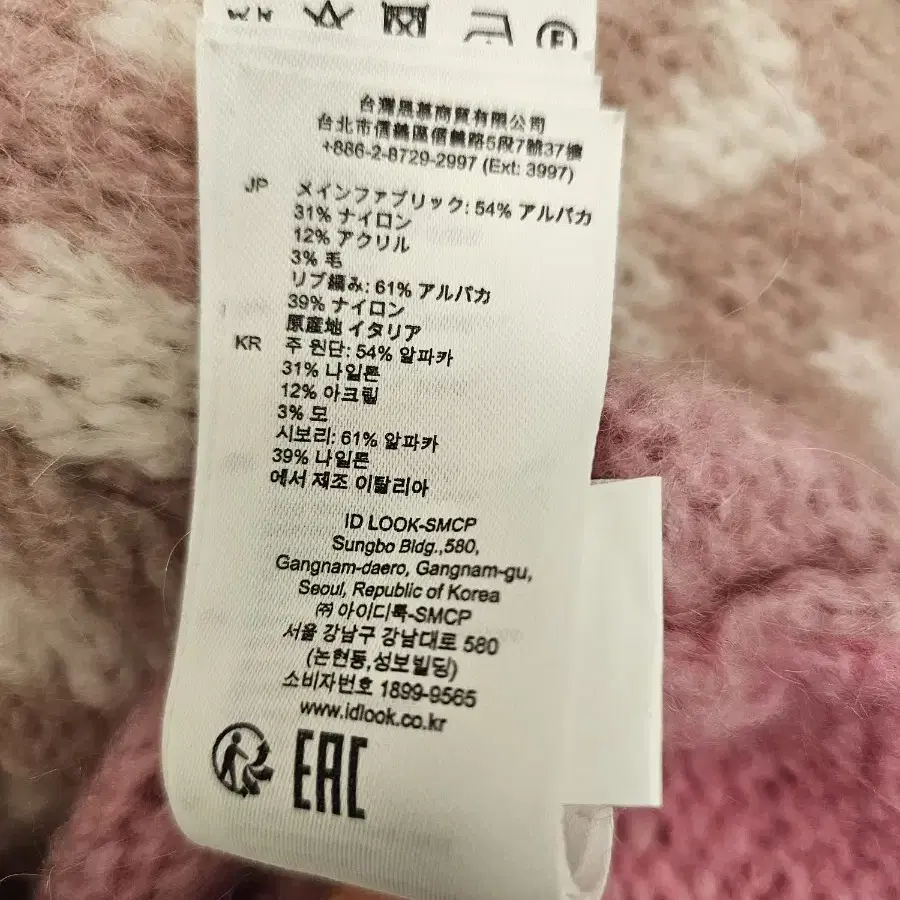 台灣思慕商貿有限公司
台北市信義區信義路5段7號37樓
+886-2-8729-2997 (Ext: 3997)
JP メインファブリック: 54% アルパカ
31% ナイロン
12% アクリル
3% 毛
リブ編み: 61% アルパカ
39% ナイロン
原産地 イタリア
KR 주 원단: 54% 알파카
31% 나일론
12% 아크릴
3% 모
시보리: 61% 알파카
39% 나일론
에서 제조 이탈리아
ID LOOK-SMCP
Sungbo Bldg.,580,
Gangnam-daero, Gangnam-gu,
Seoul, Republic of Korea
㈜ 아이디룩-SMCP
서울 강남구 강남대로 580
(논현동,성보빌딩)
소비자번호 1899-9565
www.idlook.co.kr
EAC